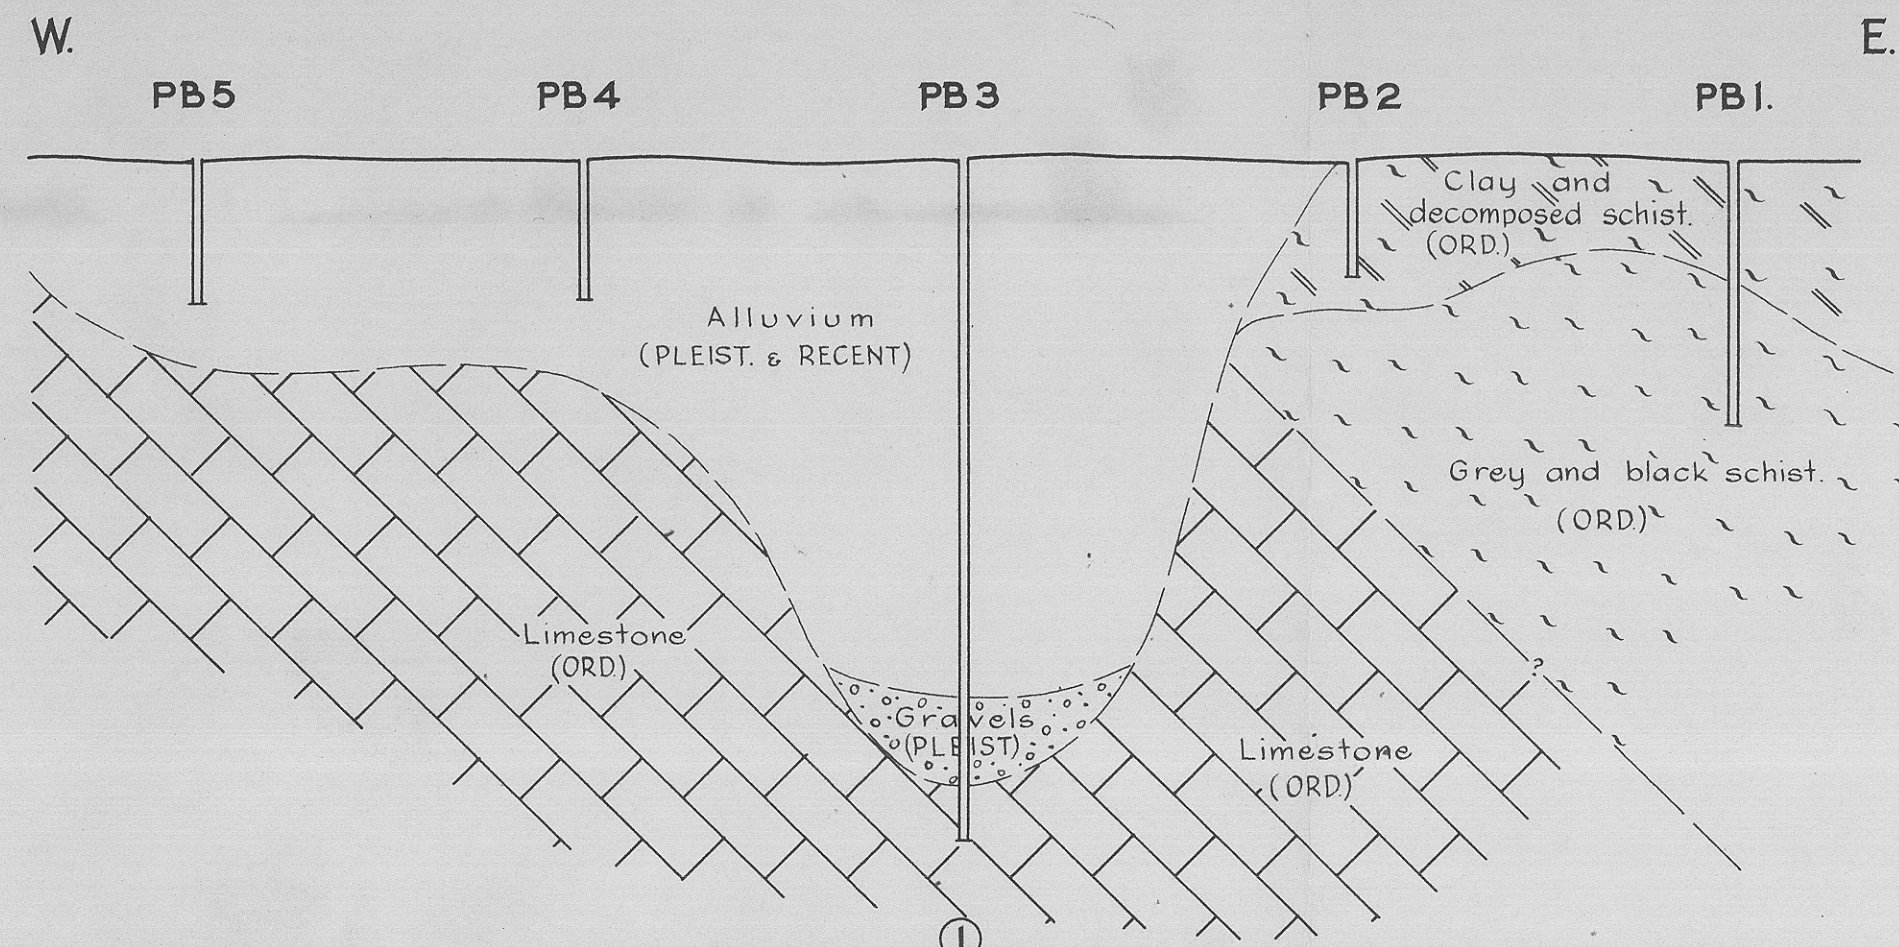 W.
E.
PB5
PB4
PB3
PB2
PB1.
Clay and
decomposed schist.
(ORD.)
Alluvium
(PLEIST. & RECENT)
Grey and black schist.
(ORD.)
Limestone
(ORD.)
?
Gravels
(PLEIST)
Limestone
(ORD.)
1